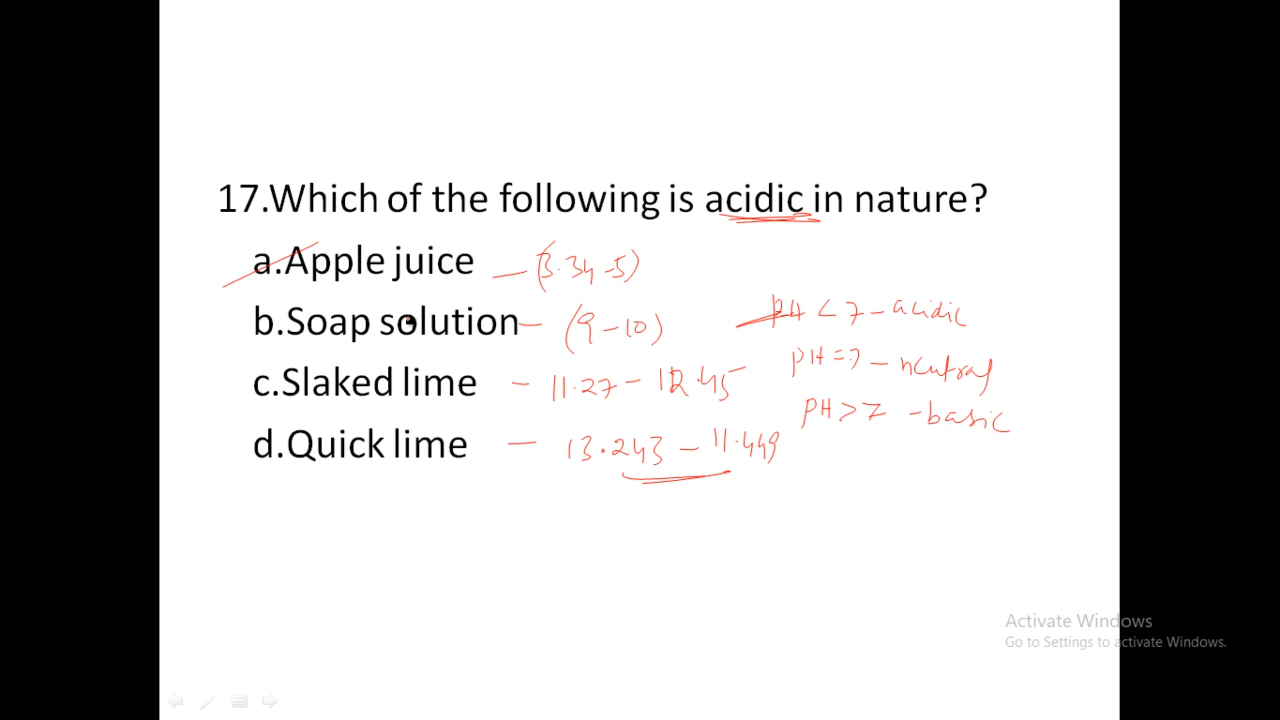 17.Which of the following is acidic in nature?
a.Apple juice — (3.34-5)
b.Soap solution — (9-10)
c.Slaked lime — 11.27 - 12.45
d.Quick lime — 13.243 - 11.449
pH < 7 - acidic
pH = 7 - neutral
pH > 7 - basic
Activate Windows
Go to Settings to activate Windows.